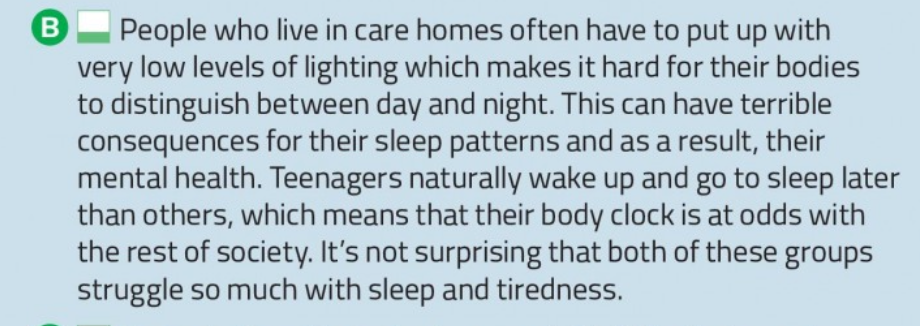 B People who live in care homes often have to put up with
very low levels of lighting which makes it hard for their bodies
to distinguish between day and night. This can have terrible
consequences for their sleep patterns and as a result, their
mental health. Teenagers naturally wake up and go to sleep later
than others, which means that their body clock is at odds with
the rest of society. It's not surprising that both of these groups
struggle so much with sleep and tiredness.